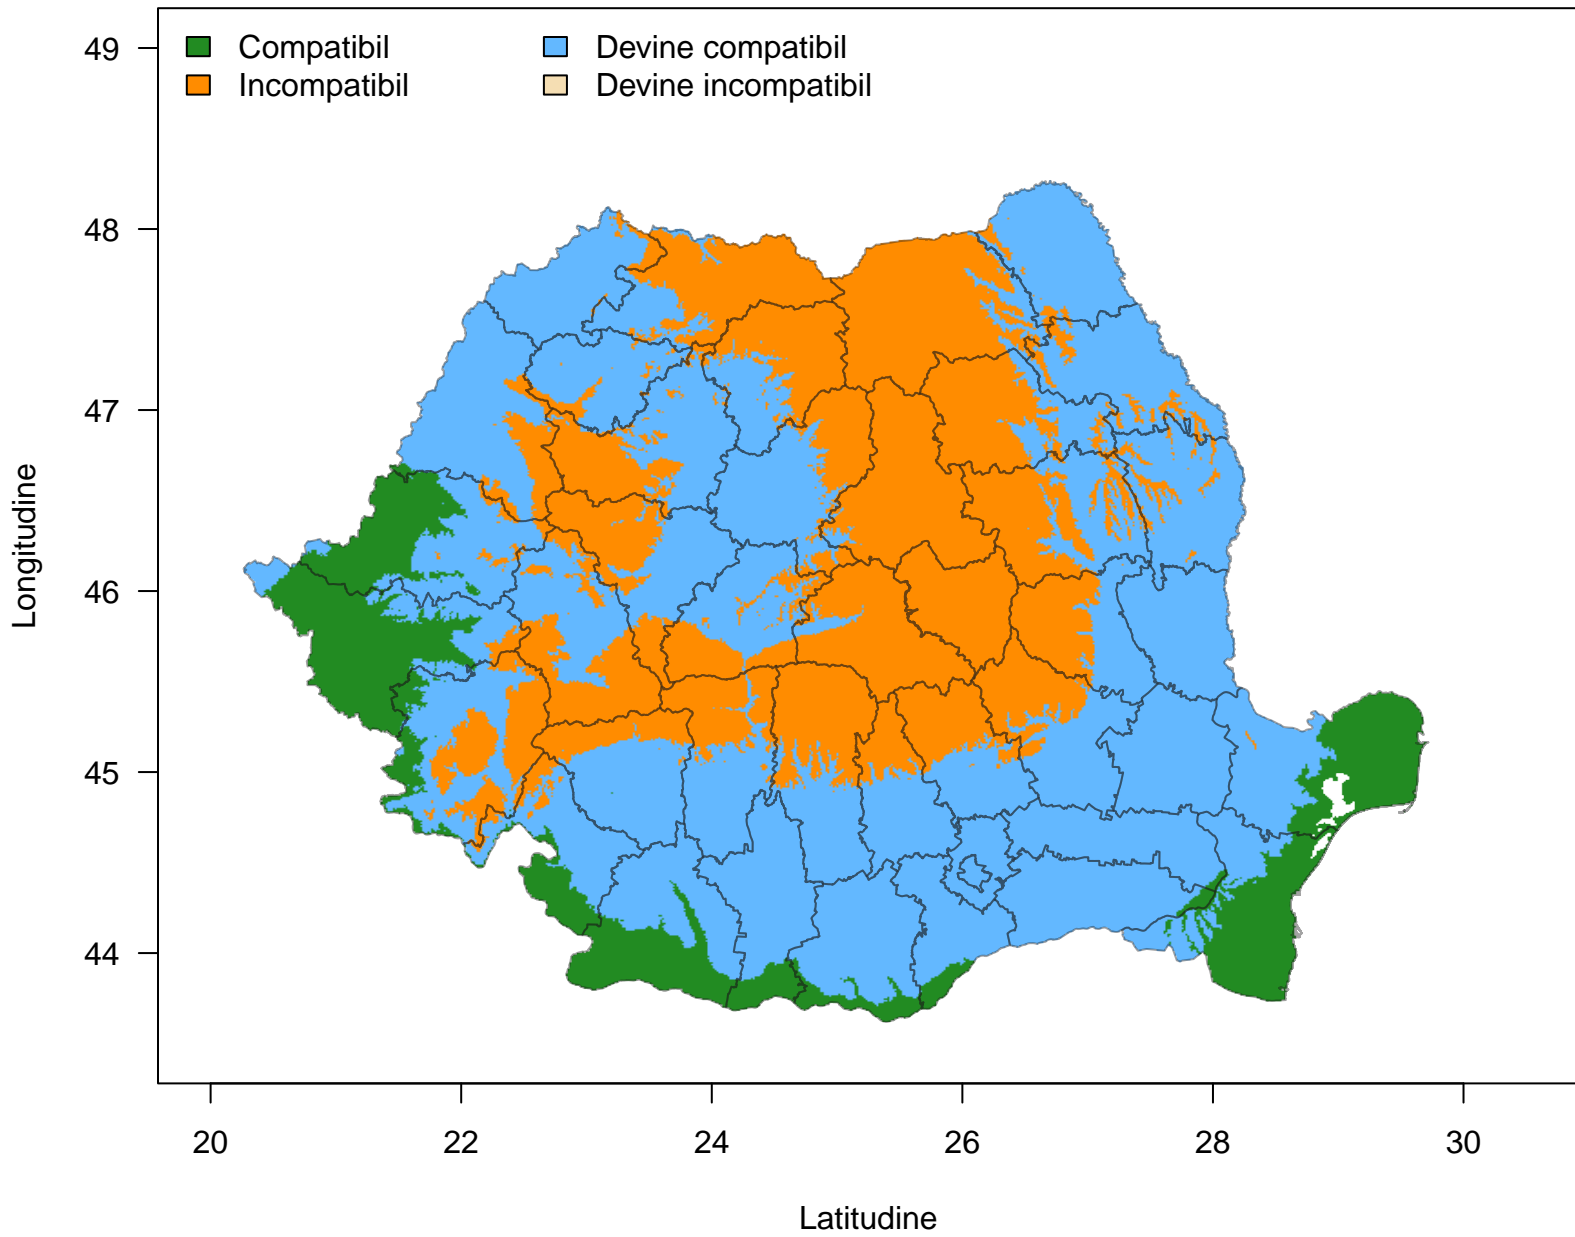 Compatibil
Incompatibil
Devine compatibil
Devine incompatibil
49
48
47
46
45
44
Longitudine
20 22 24 26 28 30
Latitudine